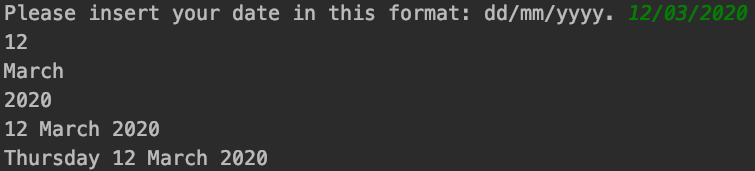 Please insert your date in this format: dd/mm/yyyy. 12/03/2020
12
March
2020
12 March 2020
Thursday 12 March 2020